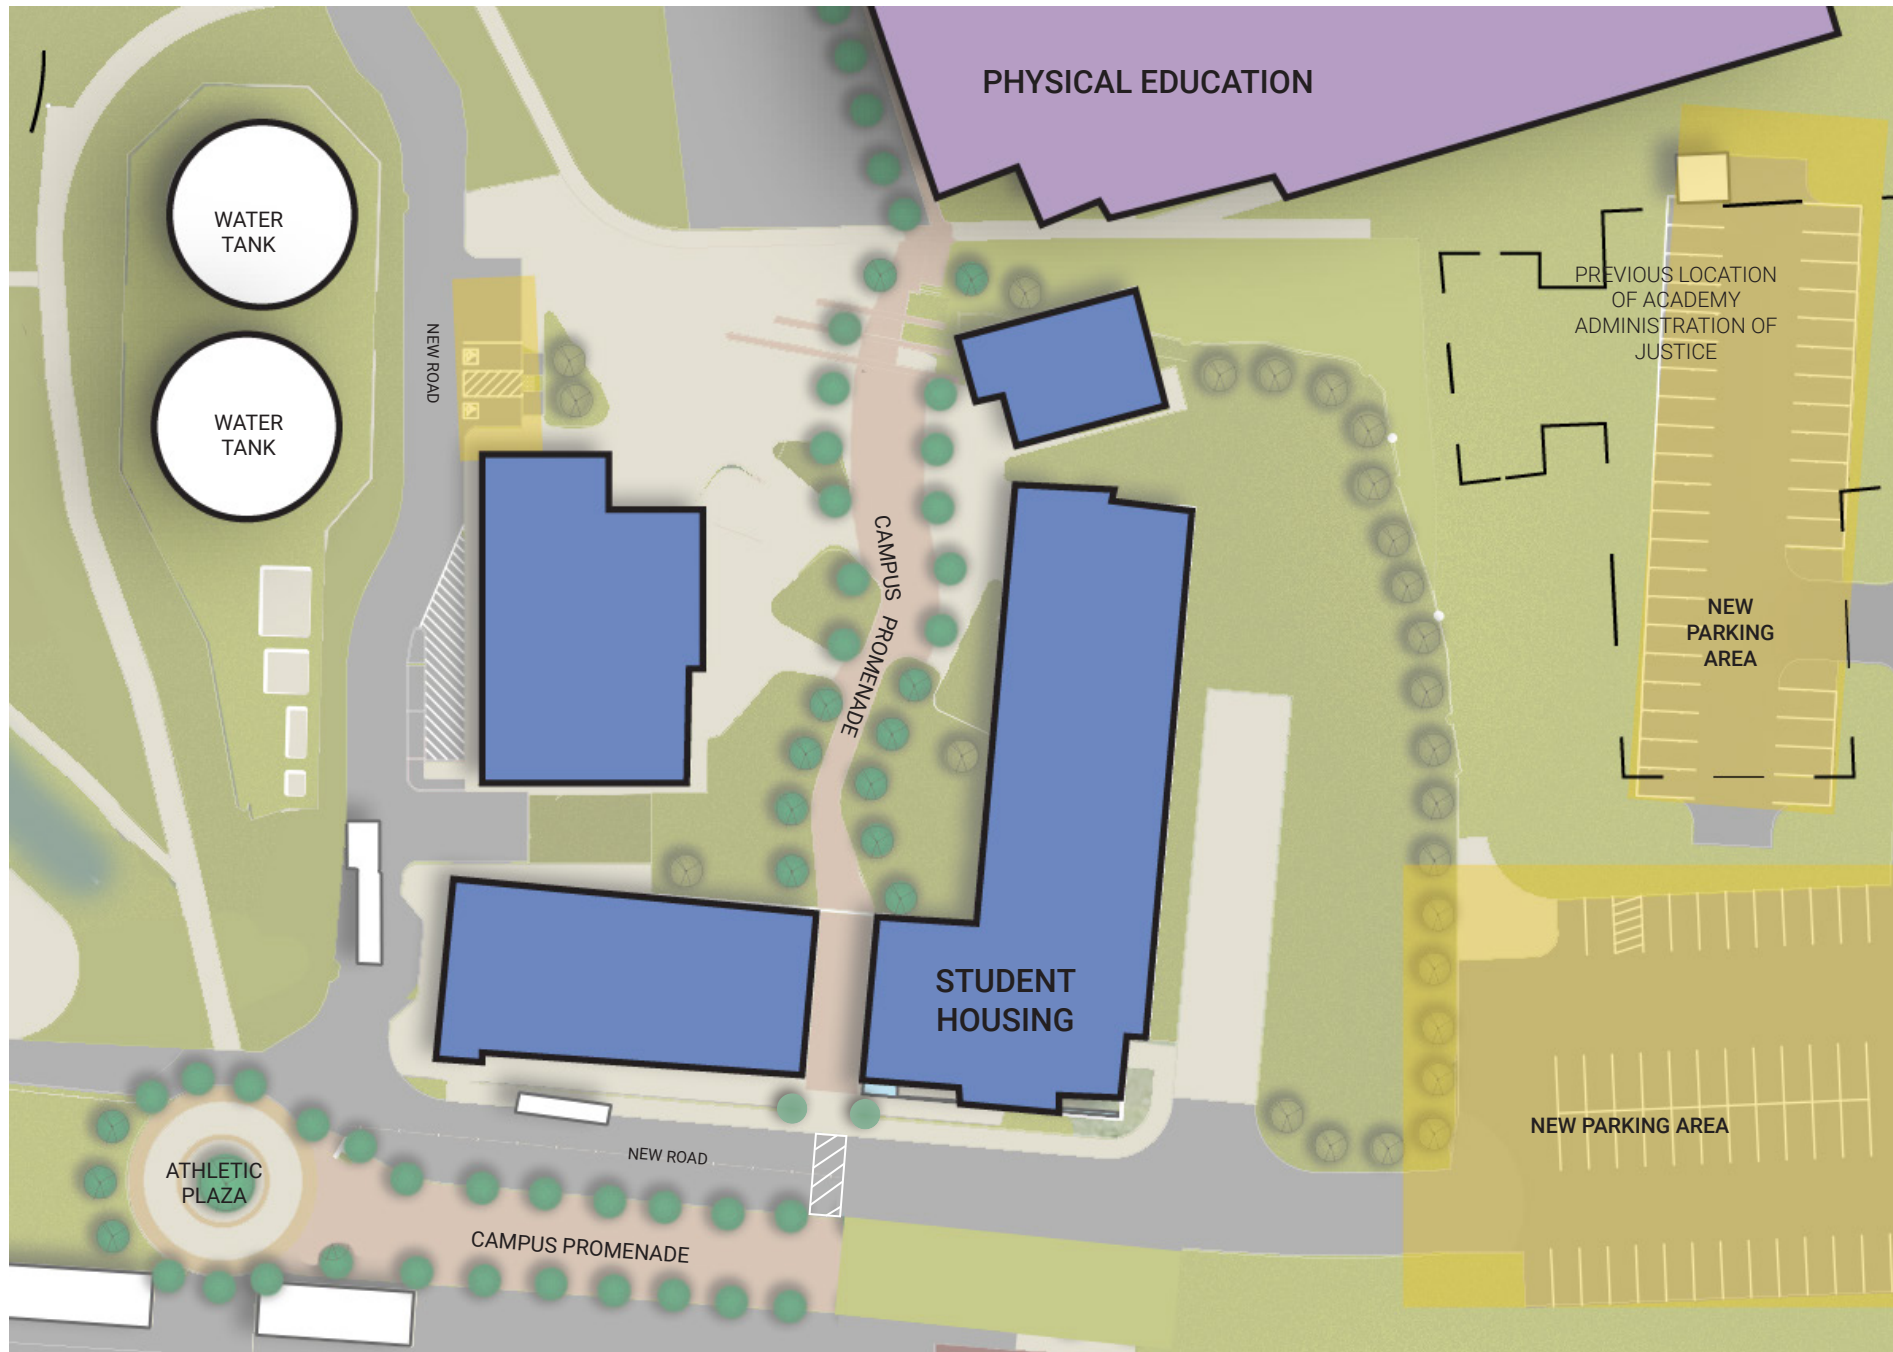 PHYSICAL EDUCATION
WATER
TANK
PREVIOUS LOCATION
OF ACADEMY
ADMINISTRATION OF
JUSTICE
NEW ROAD
WATER
TANK
CAMPUS PROMENADE
NEW
PARKING
AREA
STUDENT
HOUSING
NEW PARKING AREA
NEW ROAD
ATHLETIC
PLAZA
CAMPUS PROMENADE